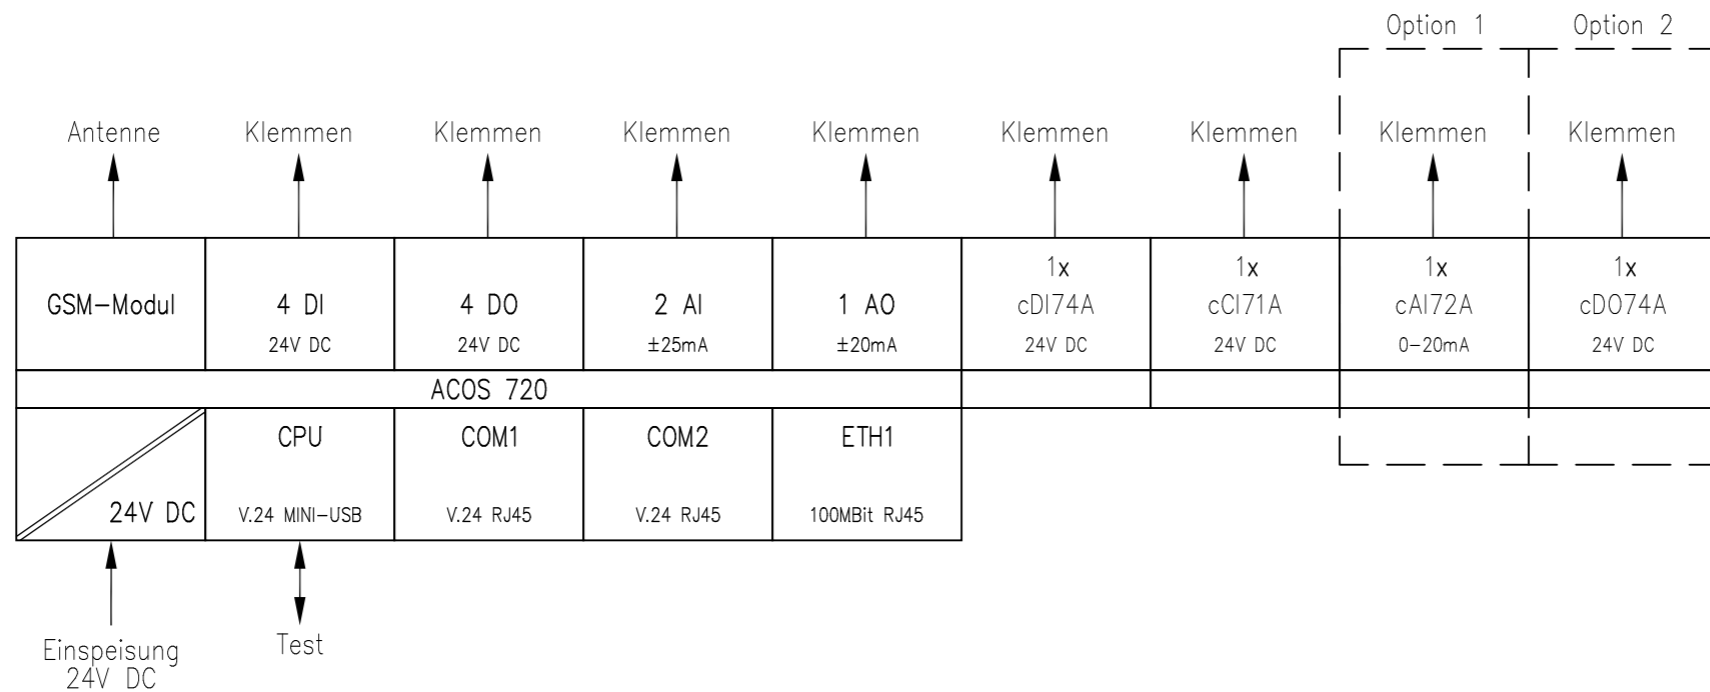 Option 1
Option 2
Antenne
Klemmen
Klemmen
Klemmen
Klemmen
Klemmen
Klemmen
Klemmen
Klemmen
GSM-Modul
4 DI
24V DC
4 DO
24V DC
2 AI
±25mA
1 AO
±20mA
1x
cDI74A
24V DC
1x
cCI71A
24V DC
1x
cAI72A
0-20mA
1x
cDO74A
24V DC
ACOS 720
24V DC
CPU
V.24 MINI-USB
COM1
V.24 RJ45
COM2
V.24 RJ45
ETH1
100MBit RJ45
Einspeisung
24V DC
Test